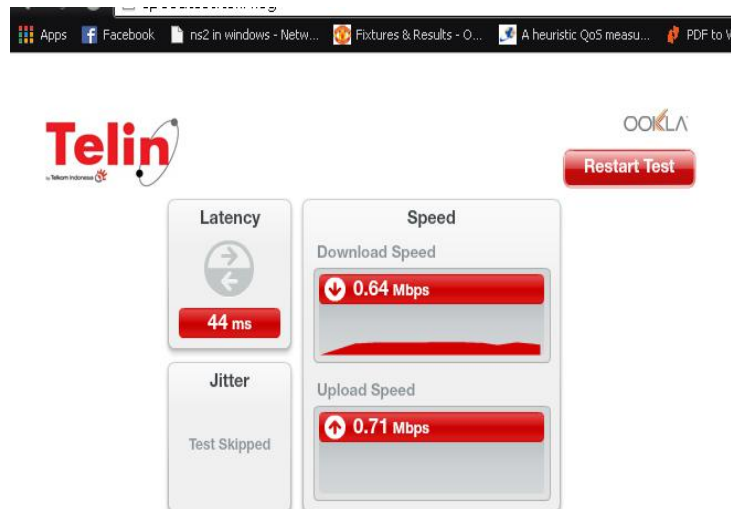 Apps Facebook ns2 in windows - Netw... Fixtures & Results - O... A heuristic QoS measu... PDF to
Telin
by Telkom Indonesia
OOKLA
Restart Test
Latency
44 ms
Jitter
Test Skipped
Speed
Download Speed
0.64 Mbps
Upload Speed
0.71 Mbps